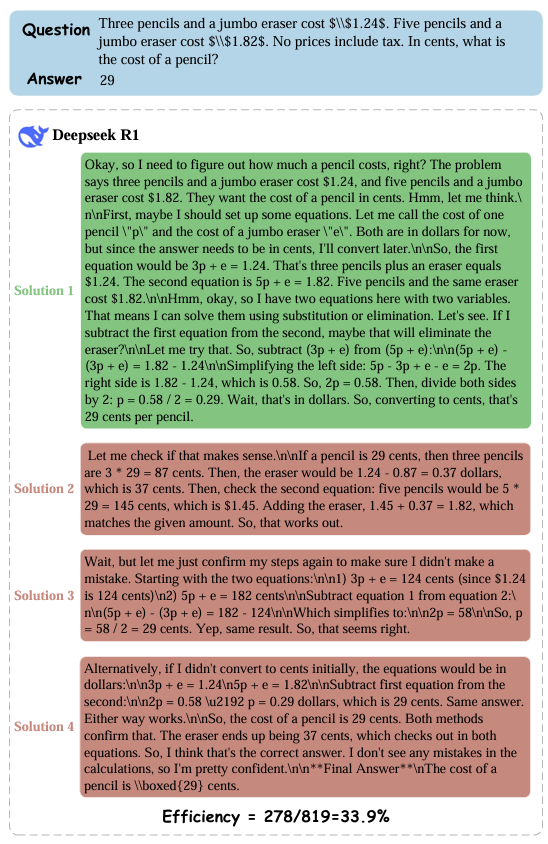 Question
Three pencils and a jumbo eraser cost $\\$1.24$. Five pencils and a
jumbo eraser cost $\\$1.82$. No prices include tax. In cents, what is
the cost of a pencil?
Answer
29
Deepseek R1
Solution 1
Okay, so I need to figure out how much a pencil costs, right? The problem
says three pencils and a jumbo eraser cost $1.24, and five pencils and a jumbo
eraser cost $1.82. They want the cost of a pencil in cents. Hmm, let me think.\
n\nFirst, maybe I should set up some equations. Let me call the cost of one
pencil \"p\" and the cost of a jumbo eraser \"e\". Both are in dollars for now,
but since the answer needs to be in cents, I'll convert later.\n\nSo, the first
equation would be 3p + e = 1.24. That's three pencils plus an eraser equals
$1.24. The second equation is 5p + e = 1.82. Five pencils and the same eraser
cost $1.82.\n\nHmm, okay, so I have two equations here with two variables.
That means I can solve them using substitution or elimination. Let's see. If I
subtract the first equation from the second, maybe that will eliminate the
eraser?\n\nLet me try that. So, subtract (3p + e) from (5p + e):\n\n(5p + e) -
(3p + e) = 1.82 - 1.24\n\nSimplifying the left side: 5p - 3p + e - e = 2p. The
right side is 1.82 - 1.24, which is 0.58. So, 2p = 0.58. Then, divide both sides
by 2: p = 0.58 / 2 = 0.29. Wait, that's in dollars. So, converting to cents, that's
29 cents per pencil.
Solution 2
Let me check if that makes sense.\n\nIf a pencil is 29 cents, then three pencils
are 3 * 29 = 87 cents. Then, the eraser would be 1.24 - 0.87 = 0.37 dollars,
which is 37 cents. Then, check the second equation: five pencils would be 5 *
29 = 145 cents, which is $1.45. Adding the eraser, 1.45 + 0.37 = 1.82, which
matches the given amount. So, that works out.
Solution 3
Wait, but let me just confirm my steps again to make sure I didn't make a
mistake. Starting with the two equations:\n\n1) 3p + e = 124 cents (since $1.24
is 124 cents)\n2) 5p + e = 182 cents\n\nSubtract equation 1 from equation 2:\
n\n(5p + e) - (3p + e) = 182 - 124\n\nWhich simplifies to:\n\n2p = 58\n\nSo, p
= 58 / 2 = 29 cents. Yep, same result. So, that seems right.
Solution 4
Alternatively, if I didn't convert to cents initially, the equations would be in
dollars:\n\n3p + e = 1.24\n5p + e = 1.82\n\nSubtract first equation from the
second:\n\n2p = 0.58 \u2192 p = 0.29 dollars, which is 29 cents. Same answer.
Either way works.\n\nSo, the cost of a pencil is 29 cents. Both methods
confirm that. The eraser ends up being 37 cents, which checks out in both
equations. So, I think that's the correct answer. I don't see any mistakes in the
calculations, so I'm pretty confident.\n\n**Final Answer**\nThe cost of a
pencil is \\boxed{29} cents.
Efficiency = 278/819=33.9%